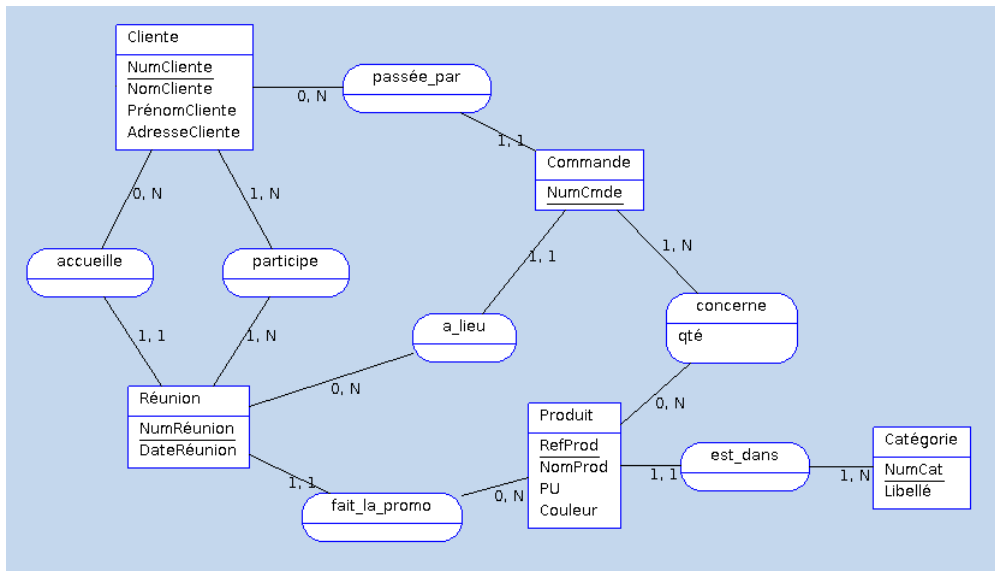 Cliente
NumCliente
NomCliente
PrénomCliente
AdresseCliente
0, N
passée_par
1, 1
Commande
NumCmde
0, N
1, N
1, 1
1, N
accueille
participe
concerne
qté
a_lieu
1, 1
1, N
0, N
0, N
Réunion
NumRéunion
DateRéunion
Produit
RefProd
NomProd
PU
Couleur
est_dans
1, 1
1, N
Catégorie
NumCat
Libellé
1, 1
fait_la_promo
0, N